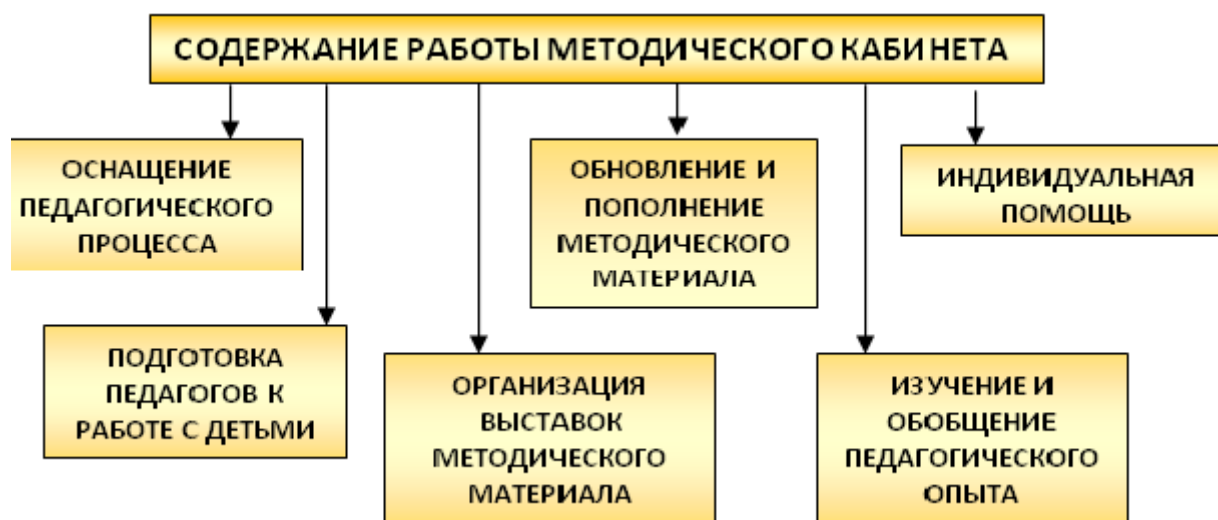 СОДЕРЖАНИЕ РАБОТЫ МЕТОДИЧЕСКОГО КАБИНЕТА
ОСНАЩЕНИЕ
ПЕДАГОГИЧЕСКОГО
ПРОЦЕССА
ОБНОВЛЕНИЕ И
ПОПОЛНЕНИЕ
МЕТОДИЧЕСКОГО
МАТЕРИАЛА
ИНДИВИДУАЛЬНАЯ
ПОМОЩЬ
ПОДГОТОВКА
ПЕДАГОГОВ К
РАБОТЕ С ДЕТЬМИ
ОРГАНИЗАЦИЯ
ВЫСТАВОК
МЕТОДИЧЕСКОГО
МАТЕРИАЛА
ИЗУЧЕНИЕ И
ОБОБЩЕНИЕ
ПЕДАГОГИЧЕСКОГО
ОПЫТА